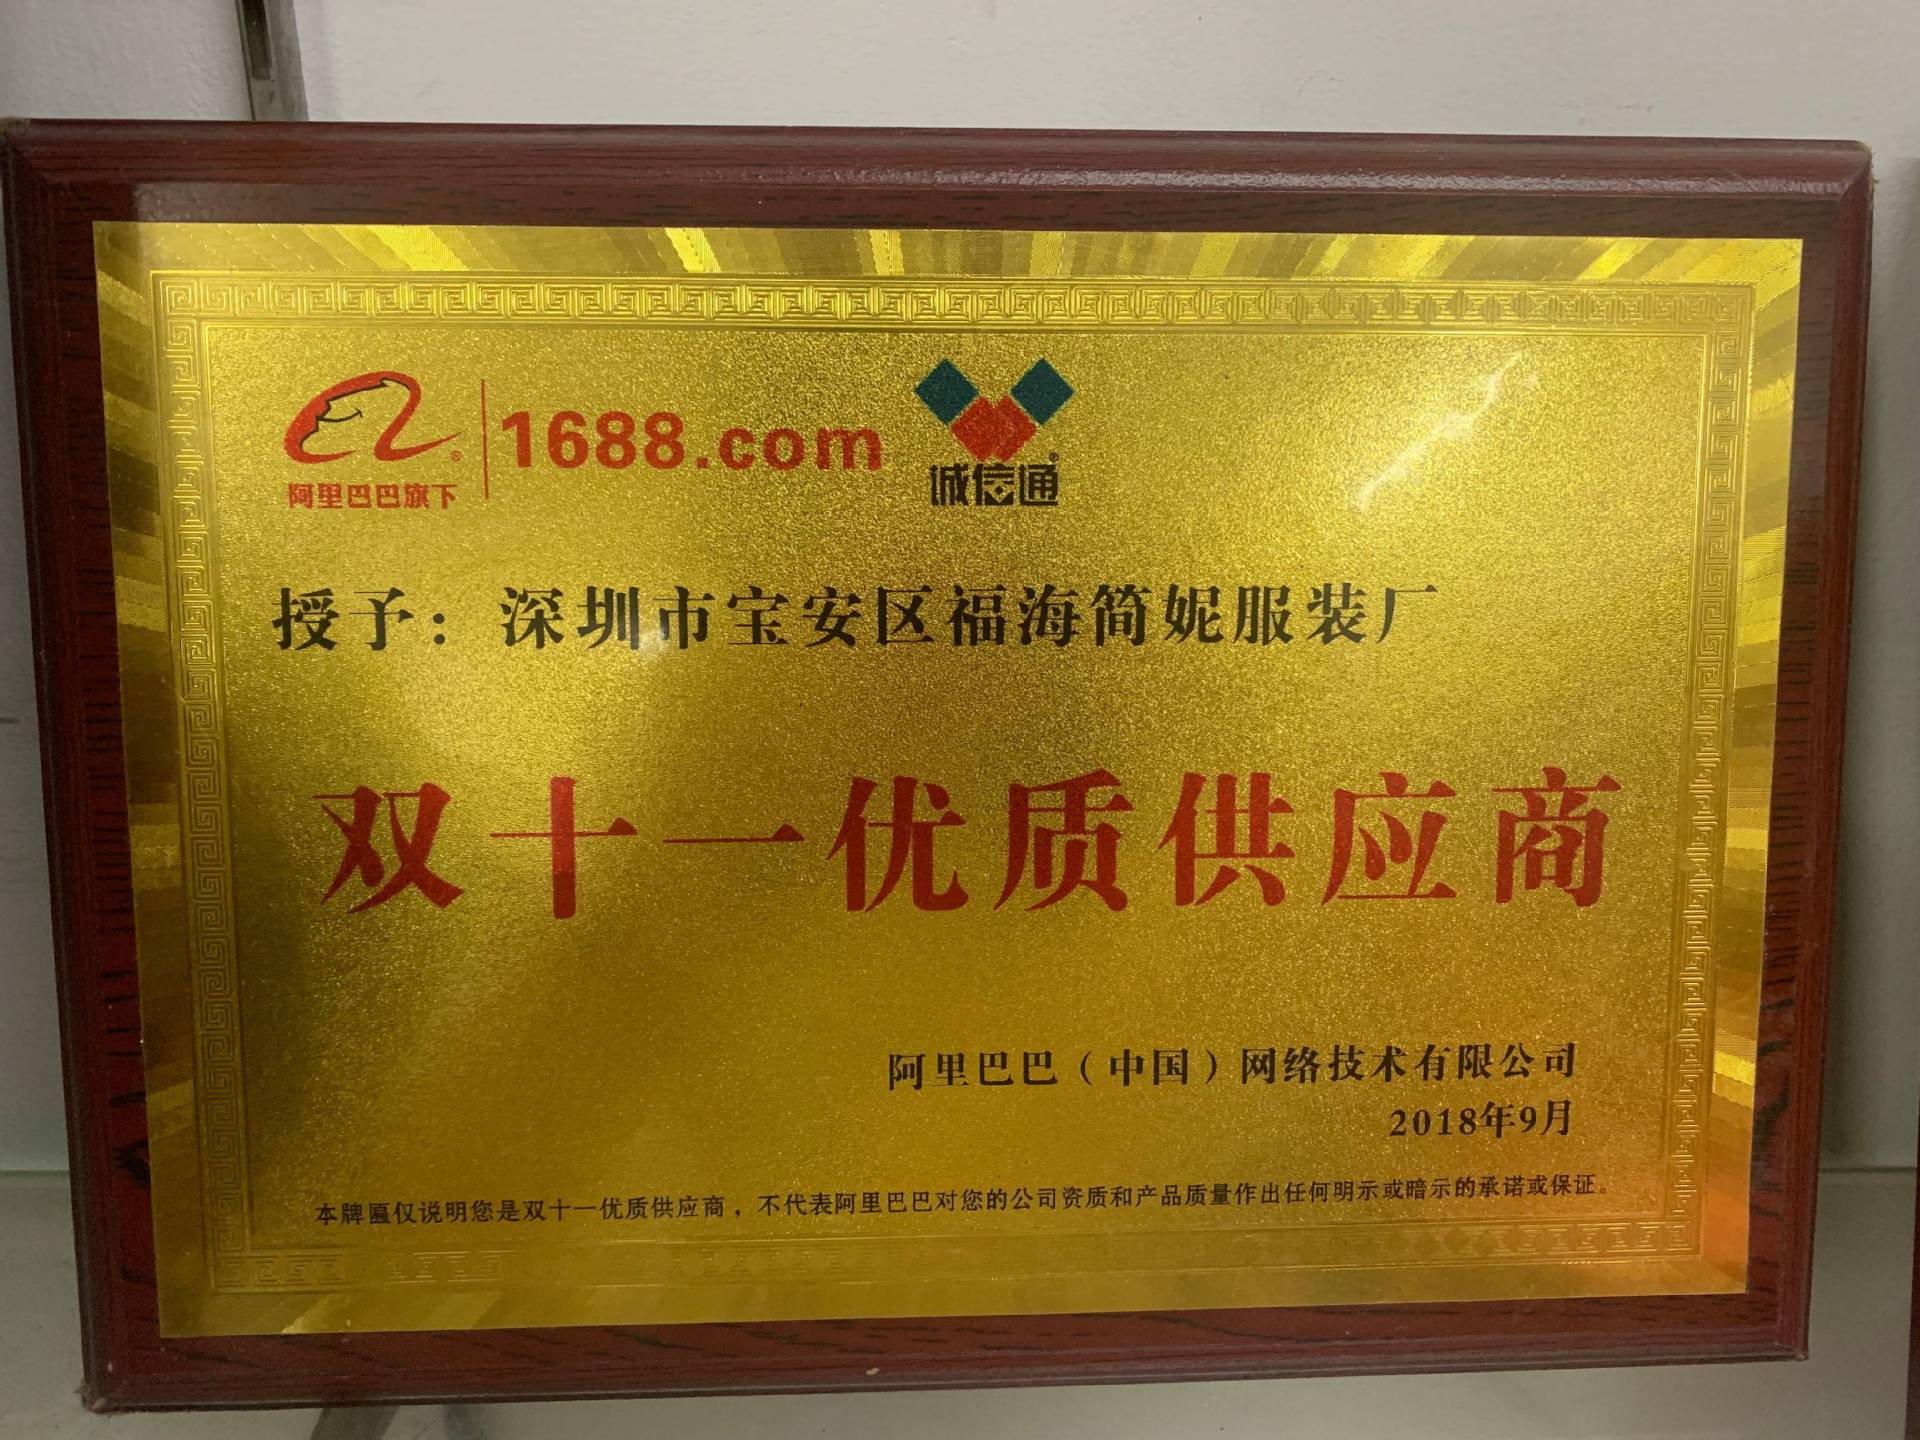 1688.com
阿里巴巴旗下
诚信通
授予：深圳市宝安区福海简妮服装厂
双十一优质供应商
阿里巴巴（中国）网络技术有限公司
2018年9月
本牌匾仅说明您是双十一优质供应商，不代表阿里巴巴对您的公司资质和产品质量作出任何明示或暗示的承诺或保证。